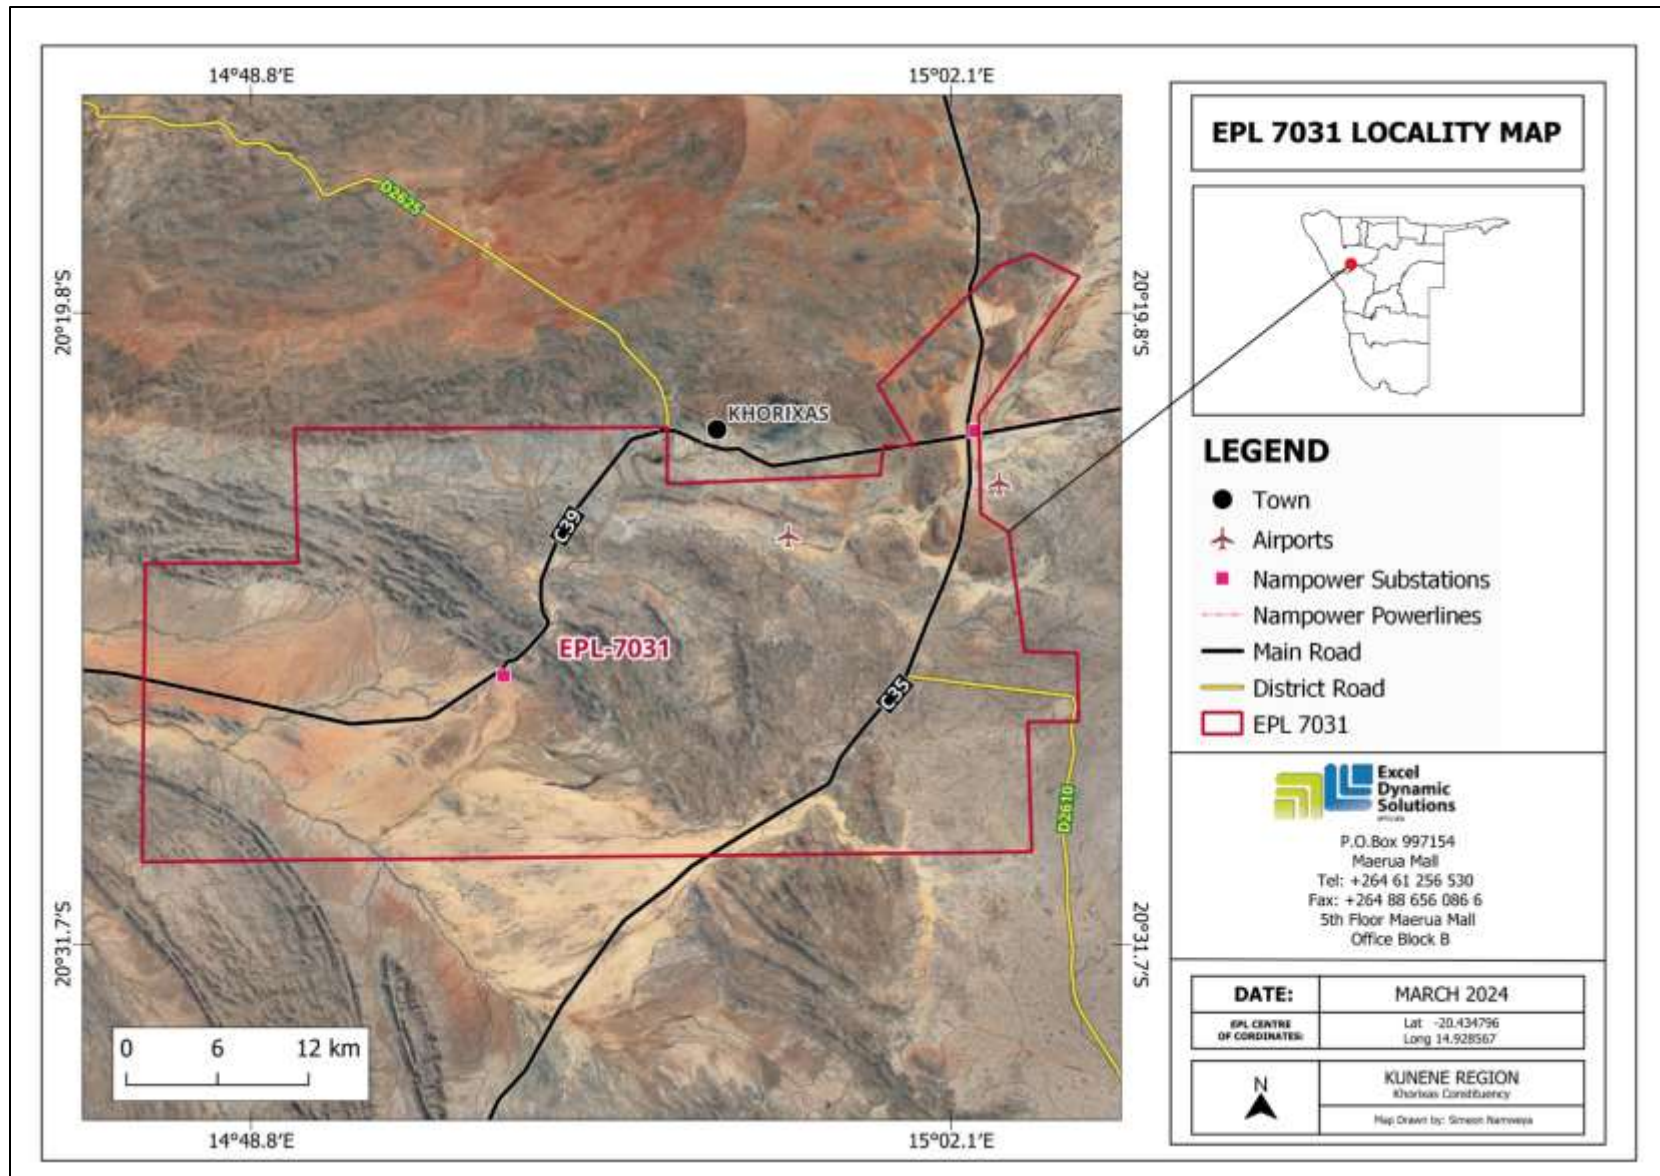 14°48.8'E
15°02.1'E
20°19.8'S
20°19.8'S
D2625
KHORIXAS
C39
EPL-7031
C35
D2610
20°31.7'S
20°31.7'S
0 6 12 km
14°48.8'E
15°02.1'E
EPL 7031 LOCALITY MAP
LEGEND
Town
Airports
Nampower Substations
Nampower Powerlines
Main Road
District Road
EPL 7031
Excel
Dynamic
Solutions
P.O.Box 997154
Maerua Mall
Tel: +264 61 256 530
Fax: +264 88 656 086 6
5th Floor Maerua Mall
Office Block B
DATE: MARCH 2024
EPL CENTRE
OF CORDINATES:
Lat -20.434796
Long 14.928567
N
KUNENE REGION
Khorixas Constituency
Map Drawn by: Simeon Namweya